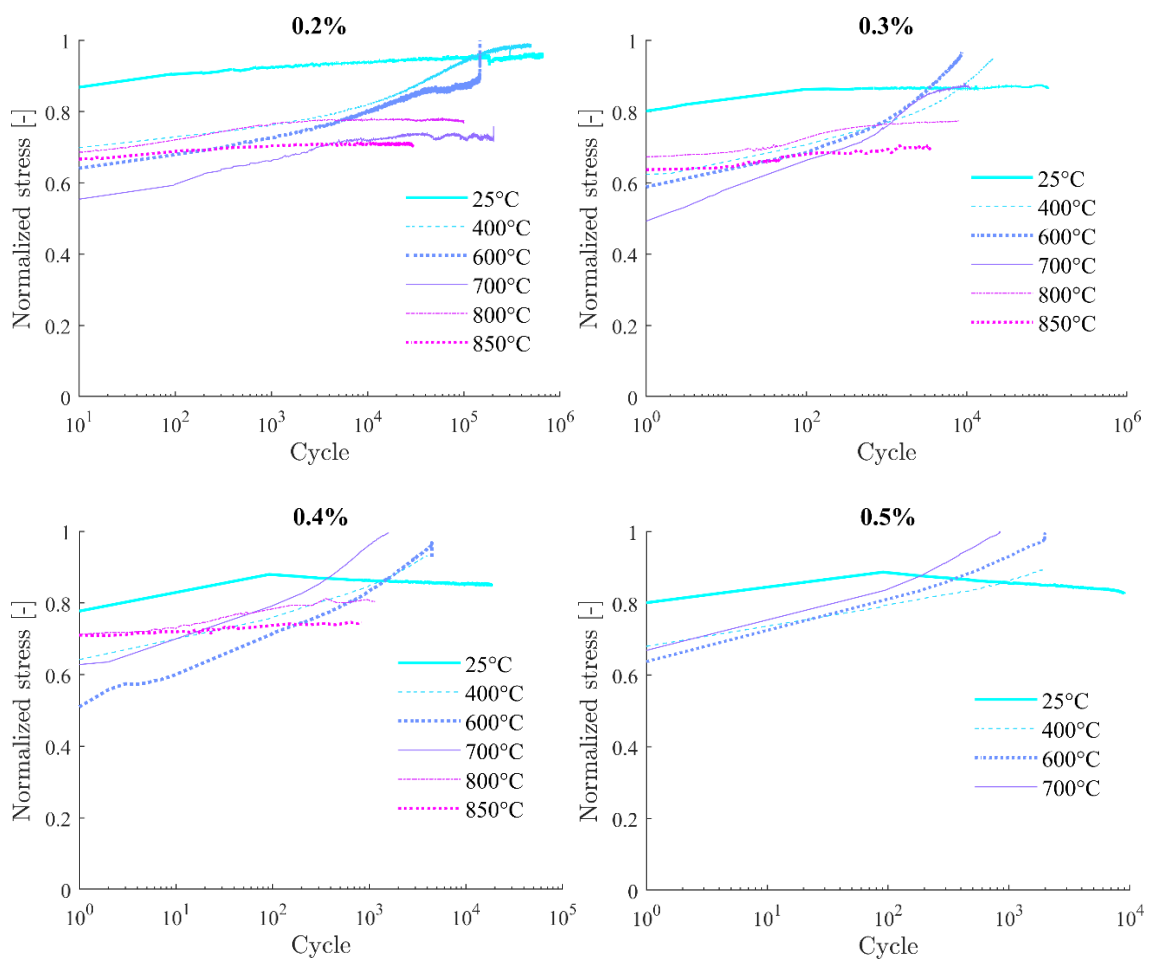 0.2%
Normalized stress [-]
1
0.8
0.6
0.4
0.2
0
25°C
400°C
600°C
700°C
800°C
850°C
10^1 10^2 10^3 10^4 10^5 10^6
Cycle
0.3%
Normalized stress [-]
1
0.8
0.6
0.4
0.2
0
25°C
400°C
600°C
700°C
800°C
850°C
10^0 10^2 10^4 10^6
Cycle
0.4%
Normalized stress [-]
1
0.8
0.6
0.4
0.2
0
25°C
400°C
600°C
700°C
800°C
850°C
10^0 10^1 10^2 10^3 10^4 10^5
Cycle
0.5%
Normalized stress [-]
1
0.8
0.6
0.4
0.2
0
25°C
400°C
600°C
700°C
10^0 10^1 10^2 10^3 10^4
Cycle